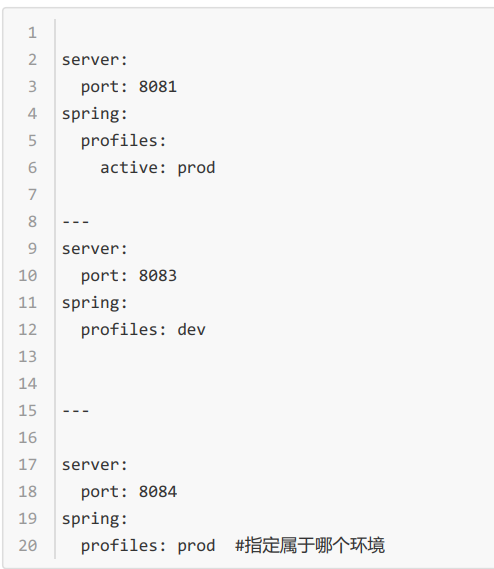 1
2 server:
3   port: 8081
4 spring:
5   profiles:
6     active: prod
7
8 ---
9 server:
10   port: 8083
11 spring:
12   profiles: dev
13
14
15 ---
16
17 server:
18   port: 8084
19 spring:
20   profiles: prod  #指定属于哪个环境